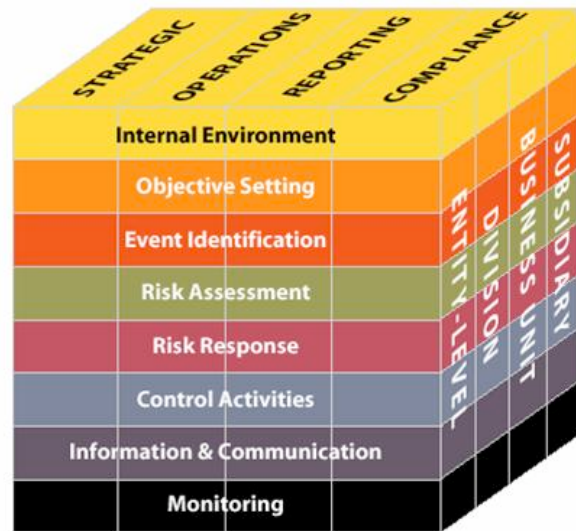 STRATEGIC
OPERATIONS
REPORTING
COMPLIANCE
Internal Environment
Objective Setting
Event Identification
Risk Assessment
Risk Response
Control Activities
Information & Communication
Monitoring
ENTITY-LEVEL
DIVISION
BUSINESS UNIT
SUBSIDIARY